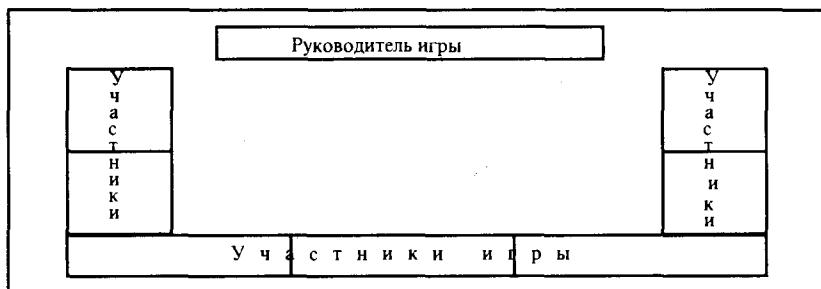 Руководитель игры
Участники
Участники
Участники игры